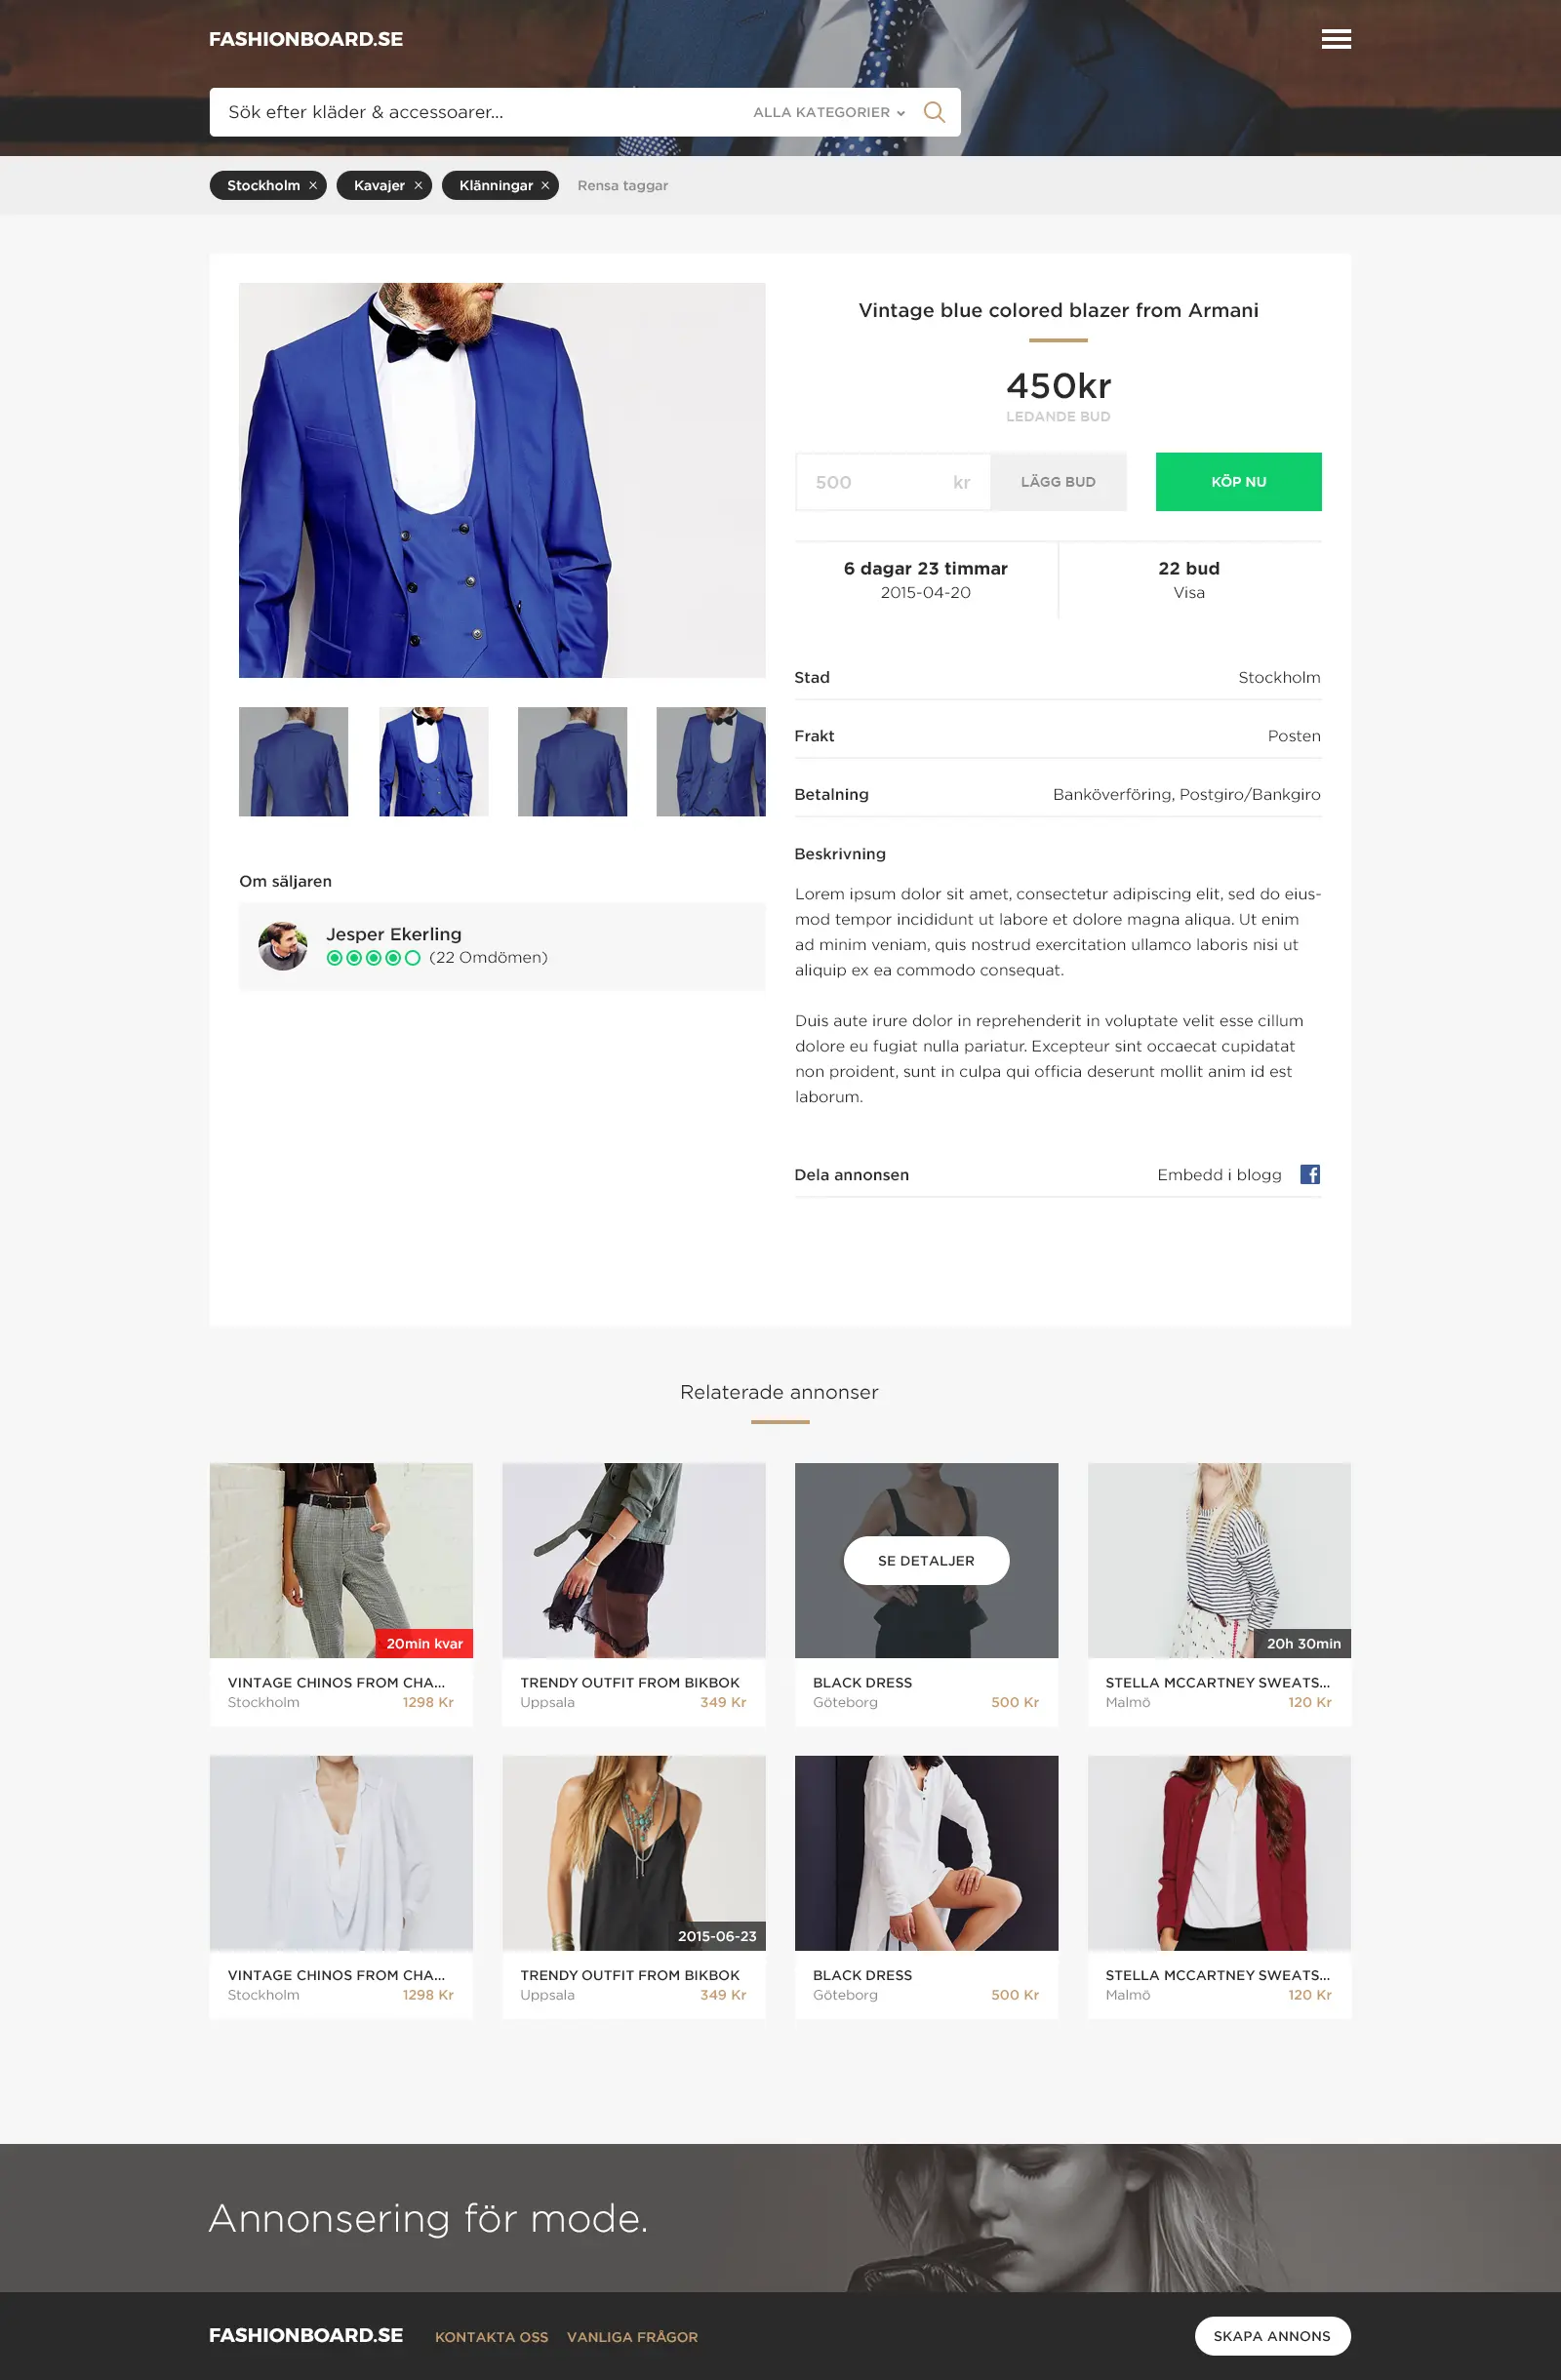 FASHIONBOARD.SE
Sök efter kläder & accessoarer...
ALLA KATEGORIER
Stockholm ×
Kavajer ×
Klänningar ×
Rensa taggar
Vintage blue colored blazer from Armani
450kr
LEDANDE BUD
500 kr
LÄGG BUD
KÖP NU
6 dagar 23 timmar
2015-04-20
22 bud
Visa
Stad
Stockholm
Frakt
Posten
Betalning
Banköverföring, Postgiro/Bankgiro
Beskrivning
Lorem ipsum dolor sit amet, consectetur adipiscing elit, sed do eius-
mod tempor incididunt ut labore et dolore magna aliqua. Ut enim
ad minim veniam, quis nostrud exercitation ullamco laboris nisi ut
aliquip ex ea commodo consequat.
Duis aute irure dolor in reprehenderit in voluptate velit esse cillum
dolore eu fugiat nulla pariatur. Excepteur sint occaecat cupidatat
non proident, sunt in culpa qui officia deserunt mollit anim id est
laborum.
Dela annonsen
Embedd i blogg
f
Om säljaren
Jesper Ekerling
(22 Omdömen)
Relaterade annonser
20min kvar
VINTAGE CHINOS FROM CHA...
Stockholm
1298 Kr
TRENDY OUTFIT FROM BIKBOK
Uppsala
349 Kr
SE DETALJER
BLACK DRESS
Göteborg
500 Kr
20h 30min
STELLA MCCARTNEY SWEATS...
Malmö
120 Kr
VINTAGE CHINOS FROM CHA...
Stockholm
1298 Kr
2015-06-23
TRENDY OUTFIT FROM BIKBOK
Uppsala
349 Kr
BLACK DRESS
Göteborg
500 Kr
STELLA MCCARTNEY SWEATS...
Malmö
120 Kr
Annonsering för mode.
FASHIONBOARD.SE
KONTAKTA OSS
VANLIGA FRÅGOR
SKAPA ANNONS